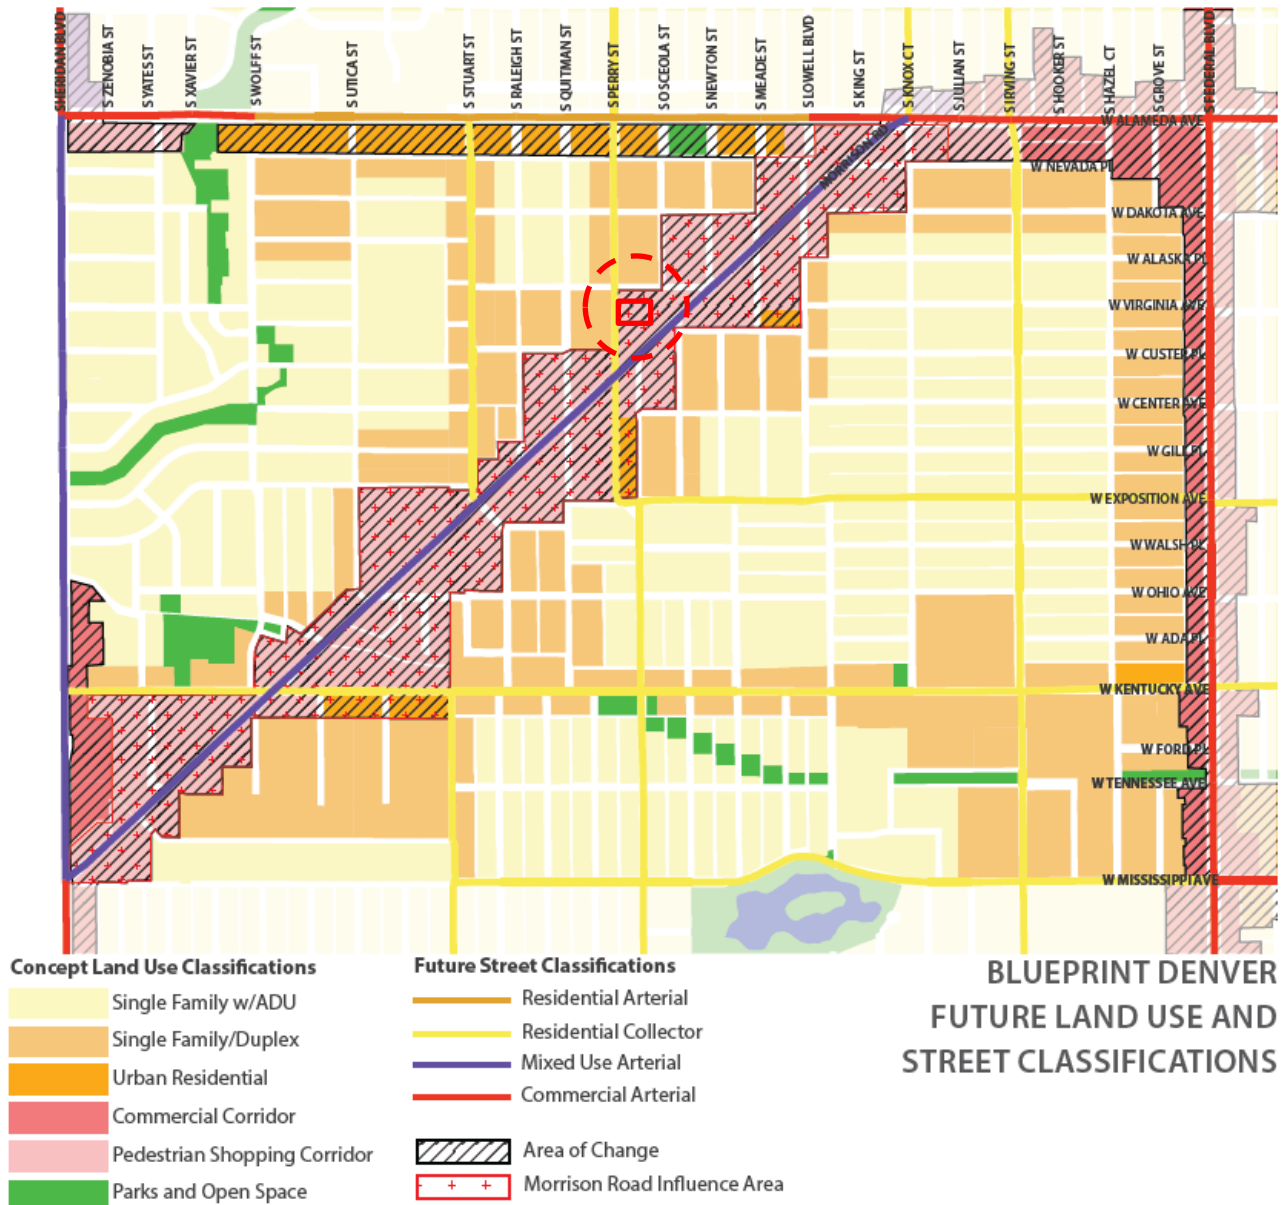 SHERIDAN BLVD
S ZENOBIA ST
S YATES ST
S XAVIER ST
S WOLFF ST
S UTICA ST
S STUART ST
S RALEIGH ST
S QUITMAN ST
S PERRY ST
S OSCEOLA ST
S NEWTON ST
S MEADE ST
S LOWELL BLVD
S KING ST
S KNOX CT
S JULIAN ST
S IRVING ST
S HOOKER ST
S HAZEL CT
S GROVE ST
S FEDERAL BLVD
W ALAMEDA AVE
MORRISON RD
W NEVADA PL
W DAKOTA AVE
W ALASKA PL
W VIRGINIA AVE
W CUSTER PL
W CENTER AVE
W GILL PL
W EXPOSITION AVE
W WALSH PL
W OHIO AVE
W ADA PL
W KENTUCKY AVE
W FORD PL
W TENNESSEE AVE
W MISSISSIPPI AVE
Concept Land Use Classifications
Single Family w/ADU
Single Family/Duplex
Urban Residential
Commercial Corridor
Pedestrian Shopping Corridor
Parks and Open Space
Future Street Classifications
Residential Arterial
Residential Collector
Mixed Use Arterial
Commercial Arterial
Area of Change
Morrison Road Influence Area
BLUEPRINT DENVER
FUTURE LAND USE AND
STREET CLASSIFICATIONS